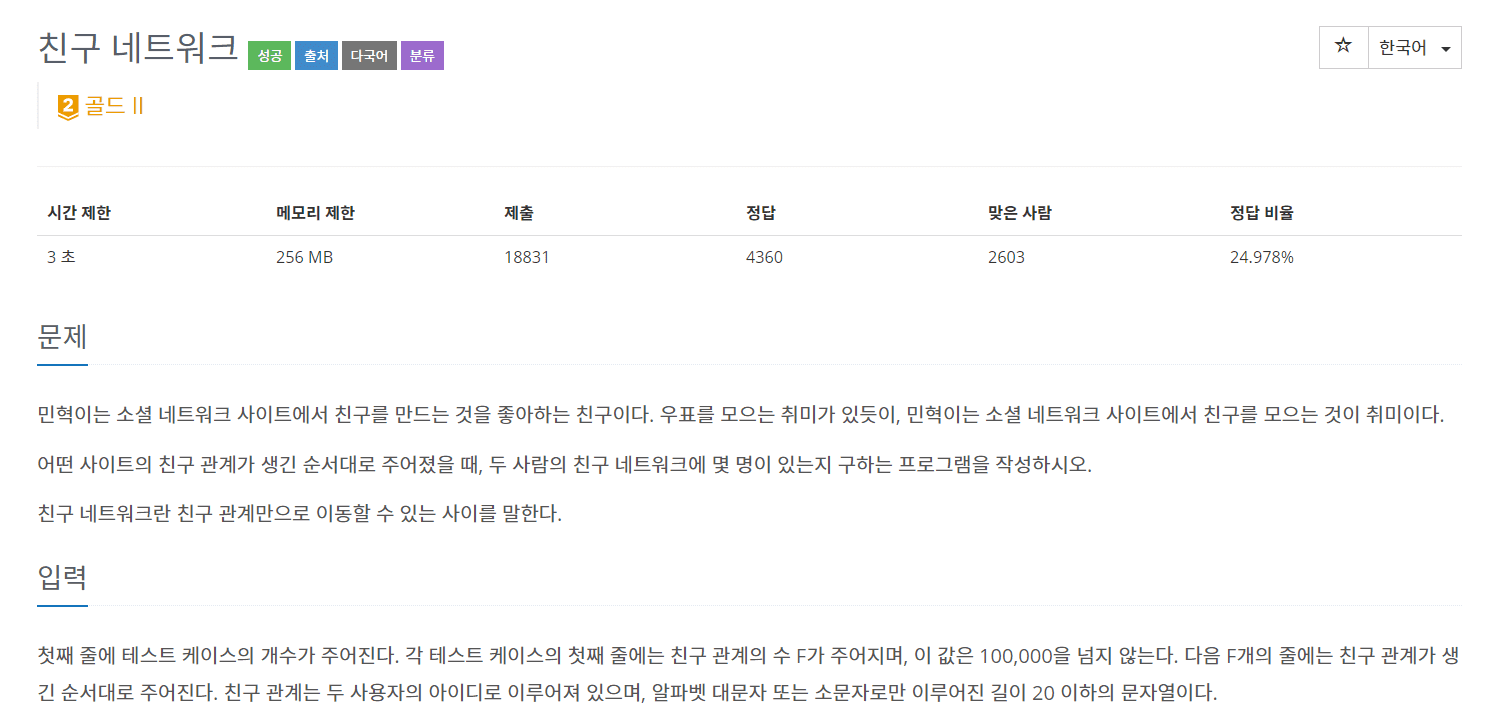 친구 네트워크 성공 출처 다국어 분류
☆ 한국어
2 골드 II
시간 제한 메모리 제한 제출 정답 맞은 사람 정답 비율
3 초 256 MB 18831 4360 2603 24.978%
문제
민혁이는 소셜 네트워크 사이트에서 친구를 만드는 것을 좋아하는 친구이다. 우표를 모으는 취미가 있듯이, 민혁이는 소셜 네트워크 사이트에서 친구를 모으는 것이 취미이다.
어떤 사이트의 친구 관계가 생긴 순서대로 주어졌을 때, 두 사람의 친구 네트워크에 몇 명이 있는지 구하는 프로그램을 작성하시오.
친구 네트워크란 친구 관계만으로 이동할 수 있는 사이를 말한다.
입력
첫째 줄에 테스트 케이스의 개수가 주어진다. 각 테스트 케이스의 첫째 줄에는 친구 관계의 수 F가 주어지며, 이 값은 100,000을 넘지 않는다. 다음 F개의 줄에는 친구 관계가 생
긴 순서대로 주어진다. 친구 관계는 두 사용자의 아이디로 이루어져 있으며, 알파벳 대문자 또는 소문자로만 이루어진 길이 20 이하의 문자열이다.